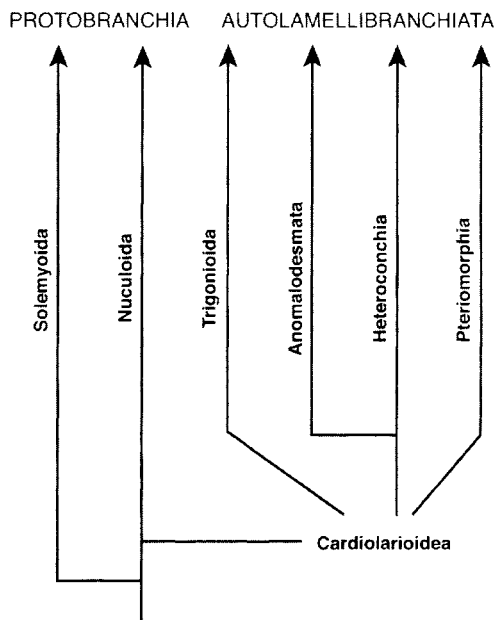 PROTOBRANCHIA AUTOLAMELLIBRANCHIATA
Solemyoida
Nuculoida
Trigonioida
Anomalodesmata
Heteroconchia
Pteriomorphia
Cardiolarioidea